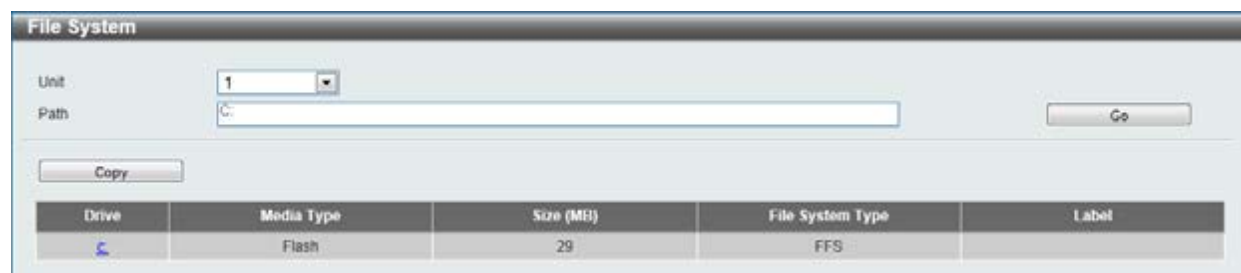 File System
Unit 1
Path C: Go
Copy
Drive Media Type Size (MB) File System Type Label
c: Flash 29 FFS